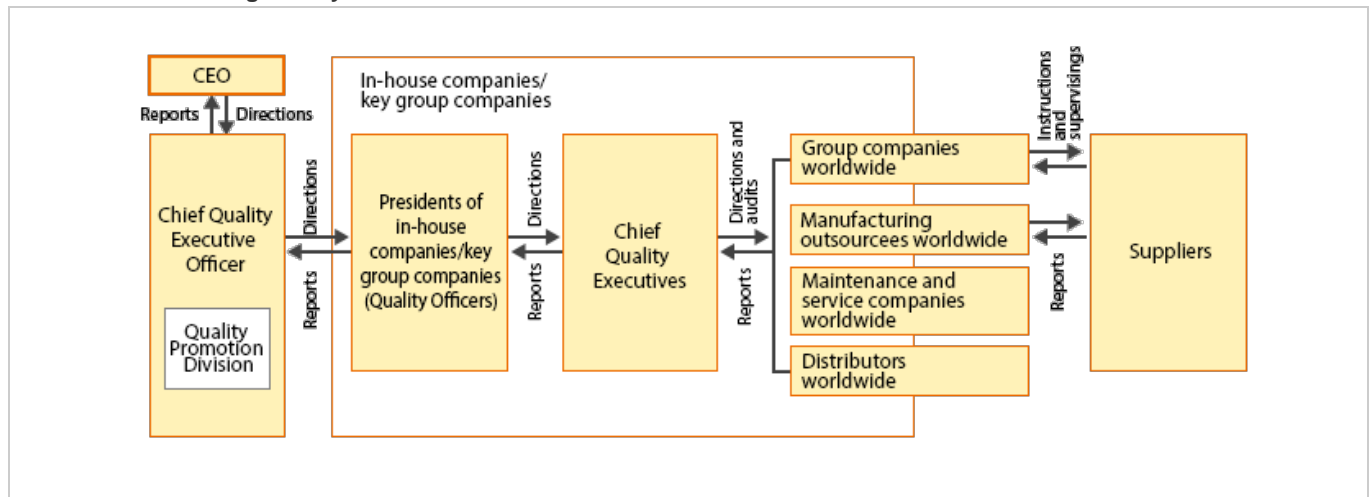 CEO
Reports
Directions
Chief Quality
Executive
Officer
Quality
Promotion
Division
Directions
Reports
In-house companies/
key group companies
Presidents of
in-house
companies/key
group companies
(Quality Officers)
Directions
Reports
Chief
Quality
Executives
Directions and
audits
Reports
Group companies
worldwide
Manufacturing
outsourcees worldwide
Maintenance and
service companies
worldwide
Distributors
worldwide
Instructions
and
supervisings
Reports
Suppliers